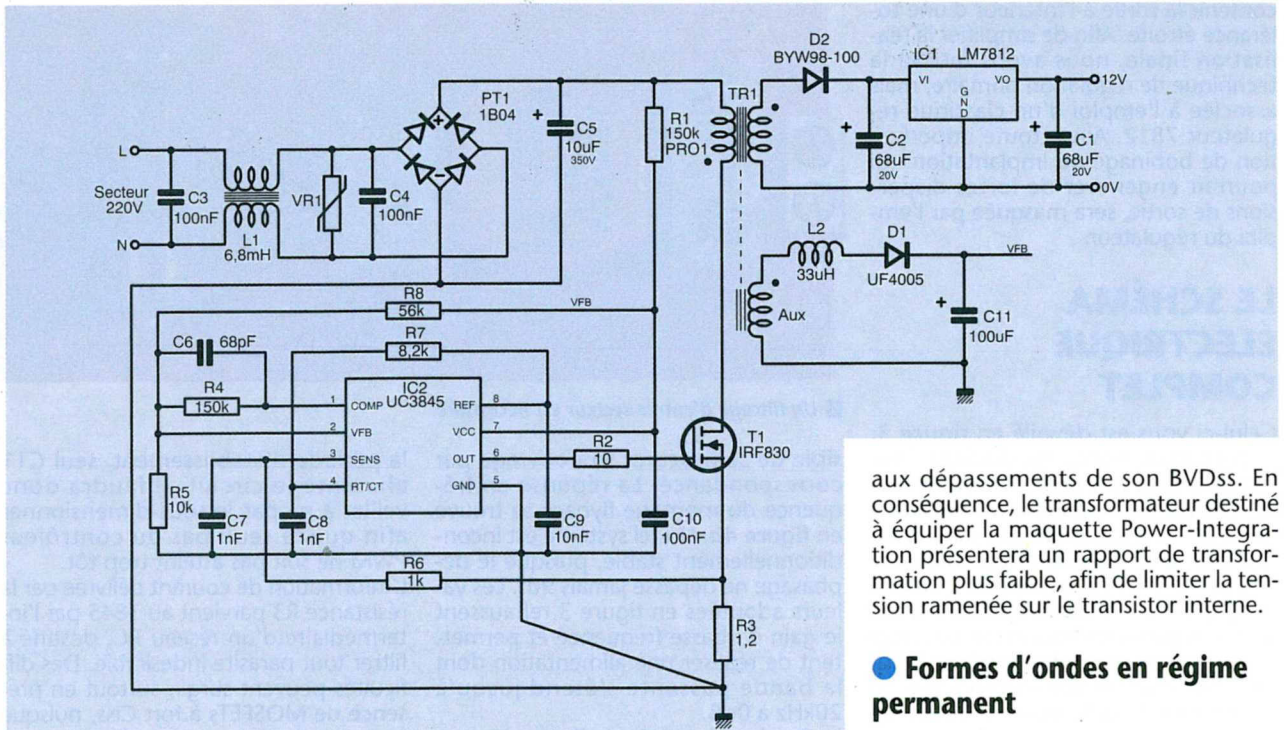 D2
BYW98-100
IC1
LM7812
VI
VO
GND
12V
TR1
PT1
1B04
C5
10uF
350V
R1
150k
PRO1
C2
68uF
20V
C1
68uF
20V
0V
L
Secteur
220V
N
C3
100nF
L1
6,8mH
VR1
C4
100nF
L2
33uH
D1
UF4005
VFB
Aux
C11
100uF
R8
56k
VFB
C6
68pF
R7
8,2k
IC2
UC3845
R4
150k
1
COMP
REF
8
2
VFB
VCC
7
3
SENS
OUT
6
4
RT/CT
GND
5
R2
10
T1
IRF830
R5
10k
C7
1nF
C8
1nF
C9
10nF
C10
100nF
R6
1k
R3
1,2
aux dépassements de son BVDss. En
conséquence, le transformateur destiné
à équiper la maquette Power-Integra-
tion présentera un rapport de transfor-
mation plus faible, afin de limiter la ten-
sion ramenée sur le transistor interne.
● Formes d'ondes en régime
permanent